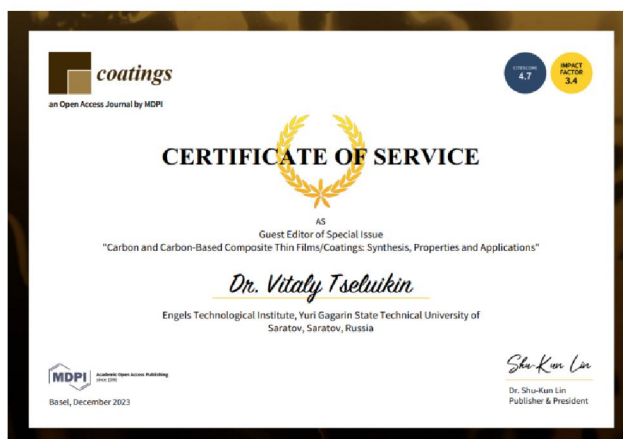 coatings
an Open Access Journal by MDPI
CITESCORE
4.7
IMPACT
FACTOR
3.4
CERTIFICATE OF SERVICE
AS
Guest Editor of Special Issue
"Carbon and Carbon-Based Composite Thin Films/Coatings: Synthesis, Properties and Applications"
Dr. Vitaly Tseluikin
Engels Technological Institute, Yuri Gagarin State Technical University of
Saratov, Saratov, Russia
MDPI
Academic Open Access Publishing
since 1996
Basel, December 2023
Shu-Kun Lin
Dr. Shu-Kun Lin
Publisher & President